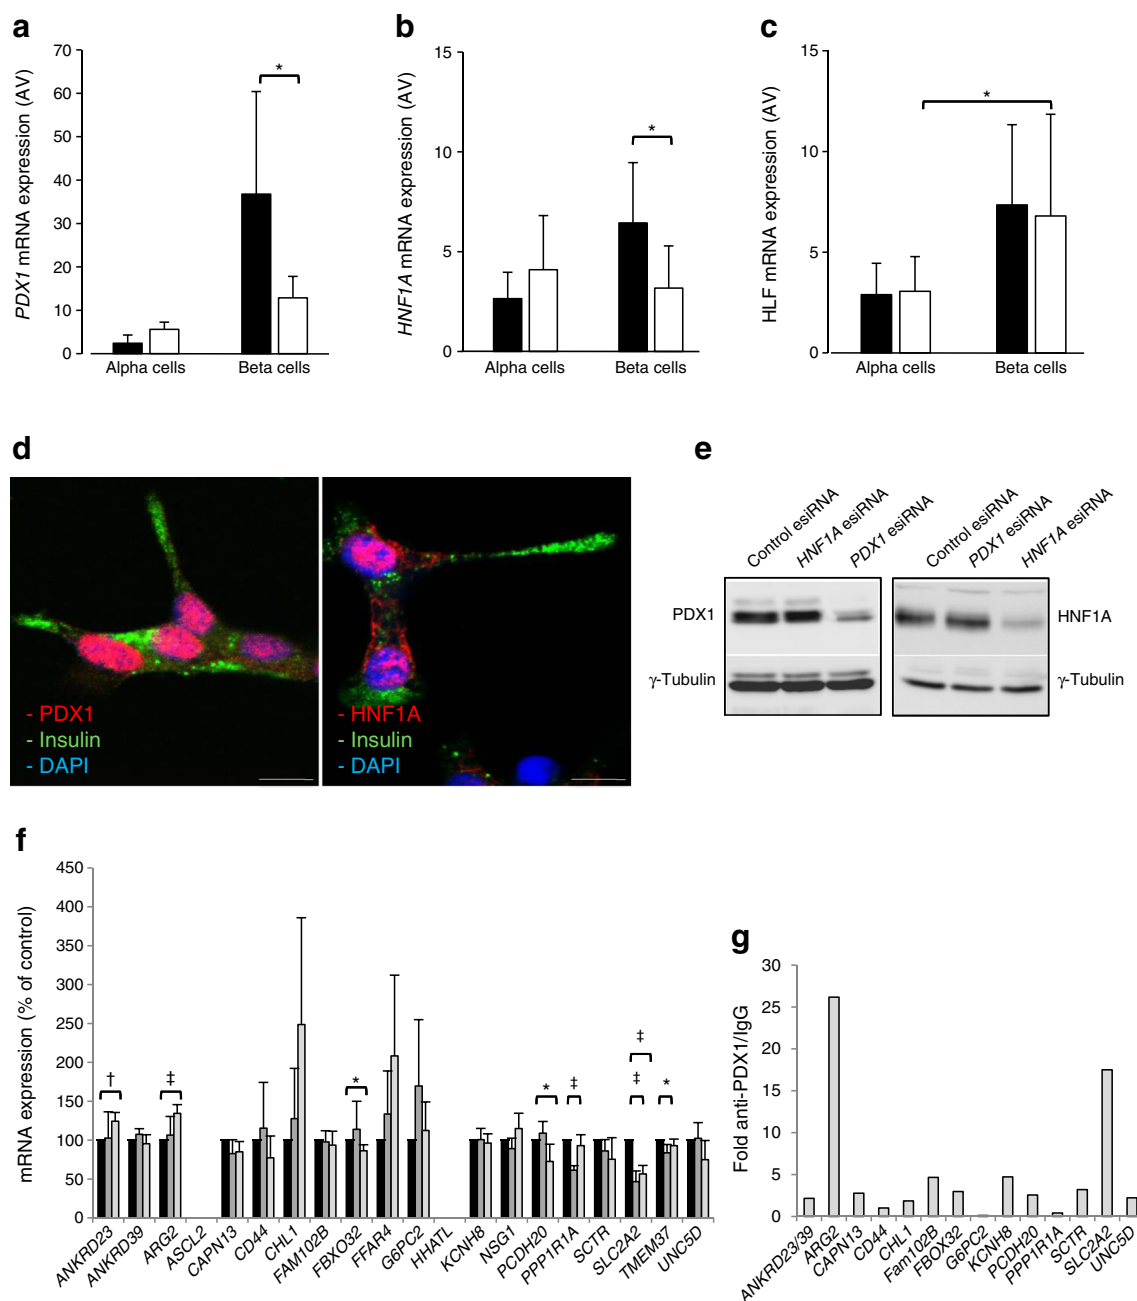 a
b
c
PDX1 mRNA expression (AV)
70
60
50
40
30
20
10
0
*
Alpha cells
Beta cells
HNF1A mRNA expression (AV)
15
10
5
0
*
Alpha cells
Beta cells
HLF mRNA expression (AV)
15
10
5
0
*
Alpha cells
Beta cells
d
- PDX1
- Insulin
- DAPI
- HNF1A
- Insulin
- DAPI
e
Control esiRNA
HNF1A esiRNA
PDX1 esiRNA
Control esiRNA
PDX1 esiRNA
HNF1A esiRNA
PDX1
HNF1A
γ-Tubulin
γ-Tubulin
f
mRNA expression (% of control)
450
400
350
300
250
200
150
100
50
0
†
‡
*
*
‡
‡
‡
*
ANKRD23
ANKRD39
ARG2
ASCL2
CAPN13
CD44
CHL1
FAM102B
FBXO32
FFAR4
G6PC2
HHATL
KCNH8
NSG1
PCDH20
PPP1R1A
SCTR
SLC2A2
TMEM37
UNC5D
g
Fold anti-PDX1/IgG
30
25
20
15
10
5
0
ANKRD23/39
ARG2
CAPN13
CD44
CHL1
Fam102B
FBOX32
G6PC2
KCNH8
PCDH20
PPP1R1A
SCTR
SLC2A2
UNC5D